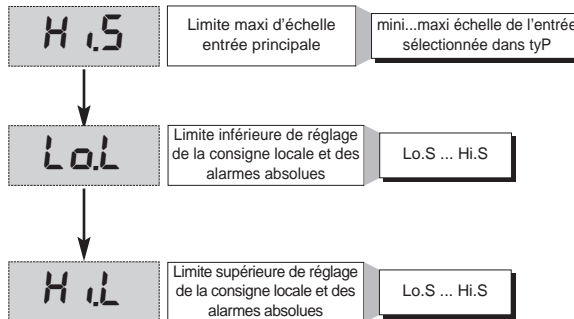 Hi.S
Limite maxi d'échelle
entrée principale
mini...maxi échelle de l'entrée
sélectionnée dans tyP
Lo.L
Limite inférieure de réglage
de la consigne locale et des
alarmes absolues
Lo.S ... Hi.S
Hi.L
Limite supérieure de réglage
de la consigne locale et des
alarmes absolues
Lo.S ... Hi.S